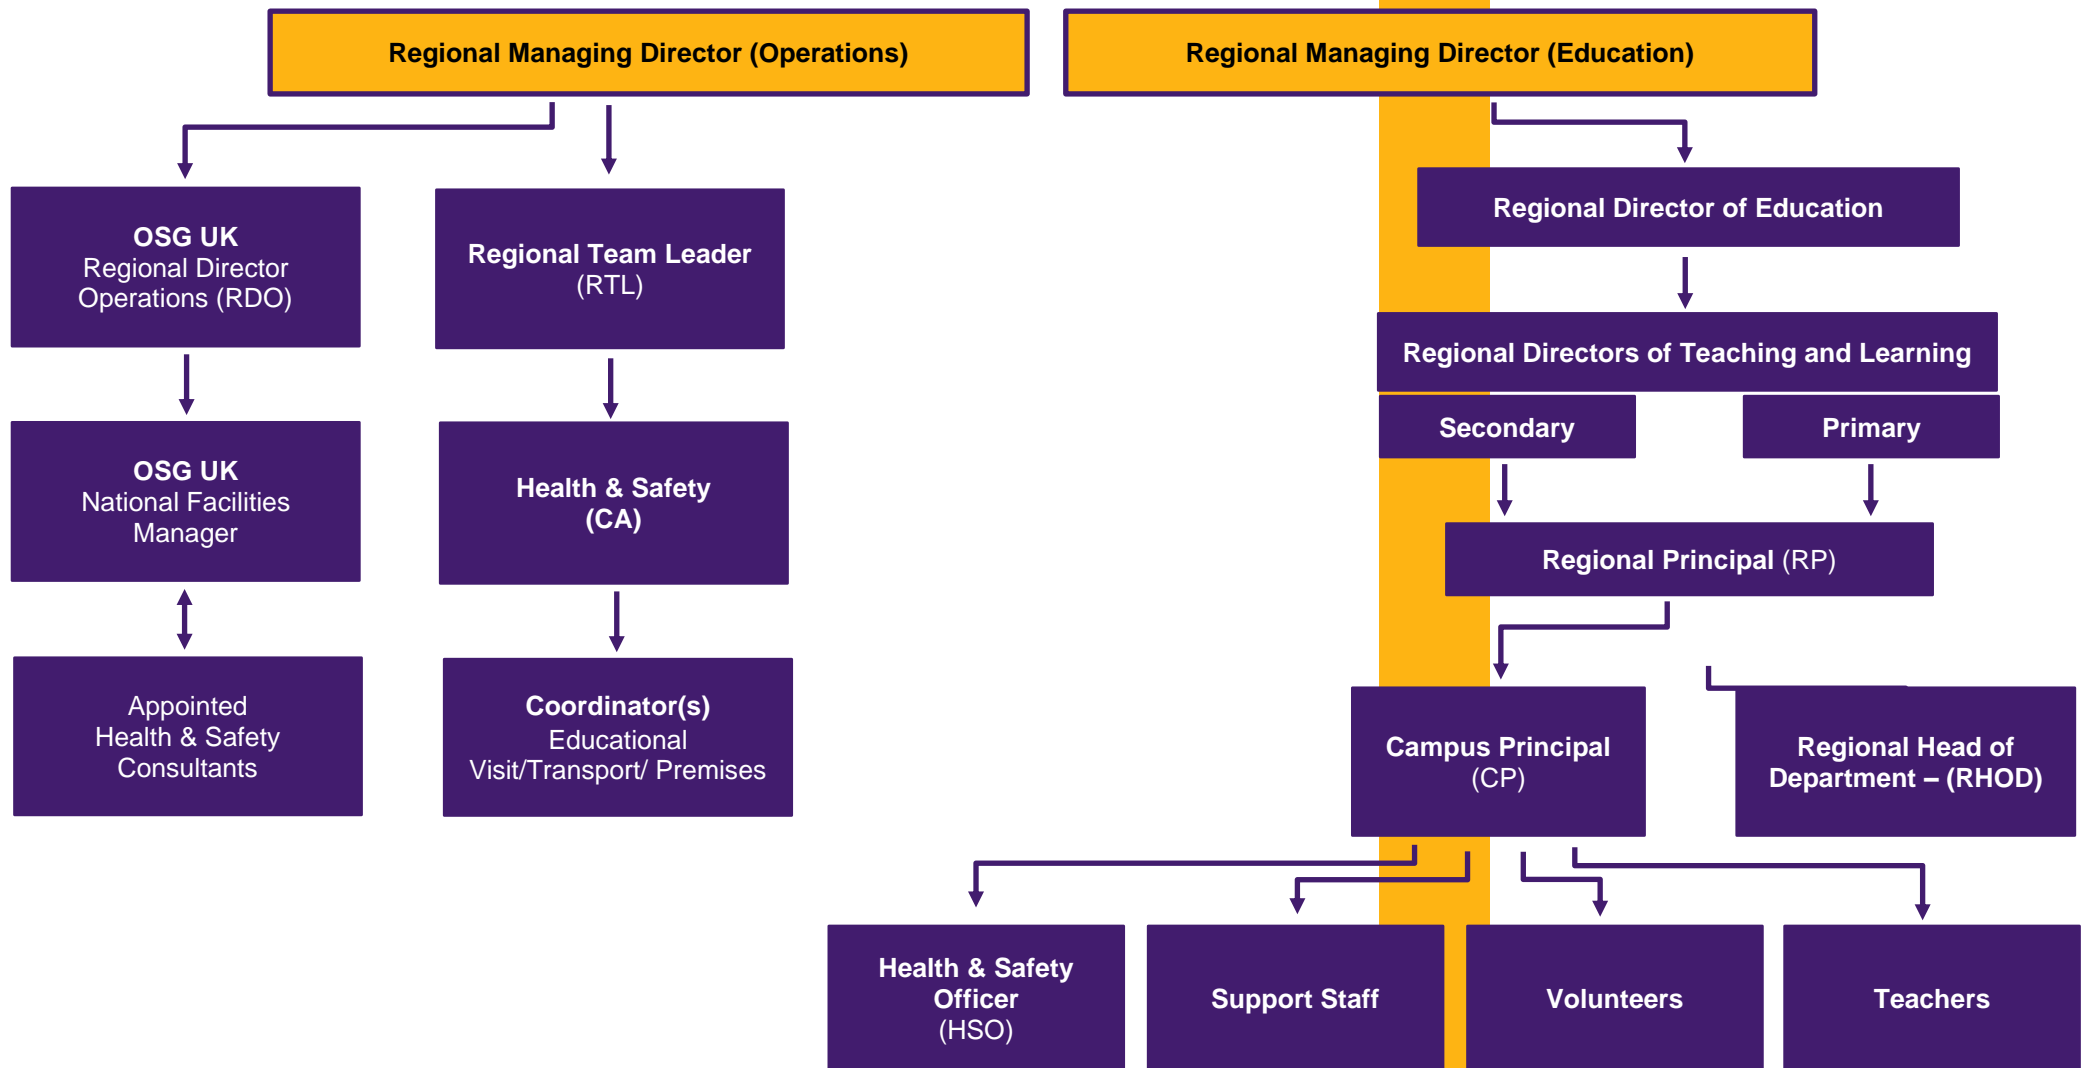 Regional Managing Director (Operations)
Regional Managing Director (Education)
OSG UK
Regional Director
Operations (RDO)
Regional Team Leader
(RTL)
Regional Director of Education
Regional Directors of Teaching and Learning
Secondary
Primary
OSG UK
National Facilities
Manager
Health & Safety
(CA)
Regional Principal (RP)
Appointed
Health & Safety
Consultants
Coordinator(s)
Educational
Visit/Transport/ Premises
Campus Principal
(CP)
Regional Head of
Department – (RHOD)
Health & Safety
Officer
(HSO)
Support Staff
Volunteers
Teachers